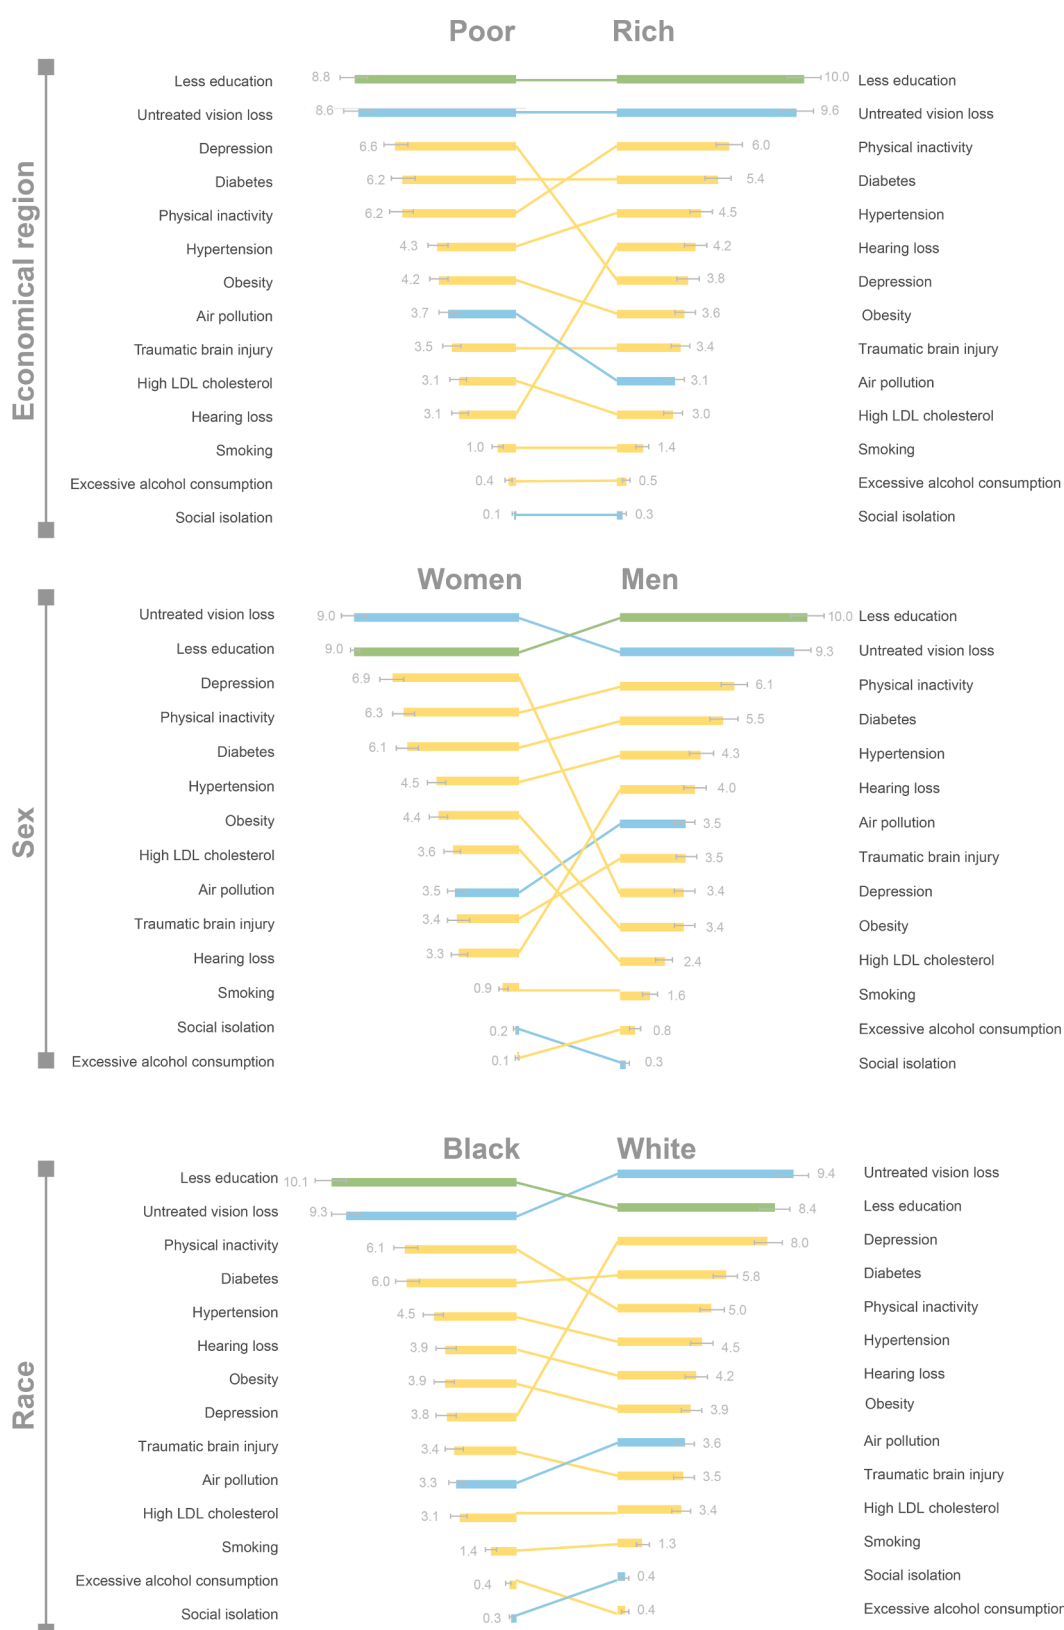 Poor Rich
Economical region
Less education 8.8 10.0 Less education
Untreated vision loss 8.6 9.6 Untreated vision loss
Depression 6.6 6.0 Physical inactivity
Diabetes 6.2 5.4 Diabetes
Physical inactivity 6.2 4.5 Hypertension
Hypertension 4.3 4.2 Hearing loss
Obesity 4.2 3.8 Depression
Air pollution 3.7 3.6 Obesity
Traumatic brain injury 3.5 3.4 Traumatic brain injury
High LDL cholesterol 3.1 3.1 Air pollution
Hearing loss 3.1 3.0 High LDL cholesterol
Smoking 1.0 1.4 Smoking
Excessive alcohol consumption 0.4 0.5 Excessive alcohol consumption
Social isolation 0.1 0.3 Social isolation
Women Men
Sex
Untreated vision loss 9.0 10.0 Less education
Less education 9.0 9.3 Untreated vision loss
Depression 6.9 6.1 Physical inactivity
Physical inactivity 6.3 5.5 Diabetes
Diabetes 6.1 4.3 Hypertension
Hypertension 4.5 4.0 Hearing loss
Obesity 4.4 3.5 Air pollution
High LDL cholesterol 3.6 3.5 Traumatic brain injury
Air pollution 3.5 3.4 Depression
Traumatic brain injury 3.4 3.4 Obesity
Hearing loss 3.3 2.4 High LDL cholesterol
Smoking 0.9 1.6 Smoking
Social isolation 0.2 0.8 Excessive alcohol consumption
Excessive alcohol consumption 0.1 0.3 Social isolation
Black White
Race
Less education 10.1 9.4 Untreated vision loss
Untreated vision loss 9.3 8.4 Less education
Physical inactivity 6.1 8.0 Depression
Diabetes 6.0 5.8 Diabetes
Hypertension 4.5 5.0 Physical inactivity
Hearing loss 3.9 4.5 Hypertension
Obesity 3.9 4.2 Hearing loss
Depression 3.8 3.9 Obesity
Traumatic brain injury 3.4 3.6 Air pollution
Air pollution 3.3 3.5 Traumatic brain injury
High LDL cholesterol 3.1 3.4 High LDL cholesterol
Smoking 1.4 1.3 Smoking
Excessive alcohol consumption 0.4 0.4 Social isolation
Social isolation 0.3 0.4 Excessive alcohol consumption